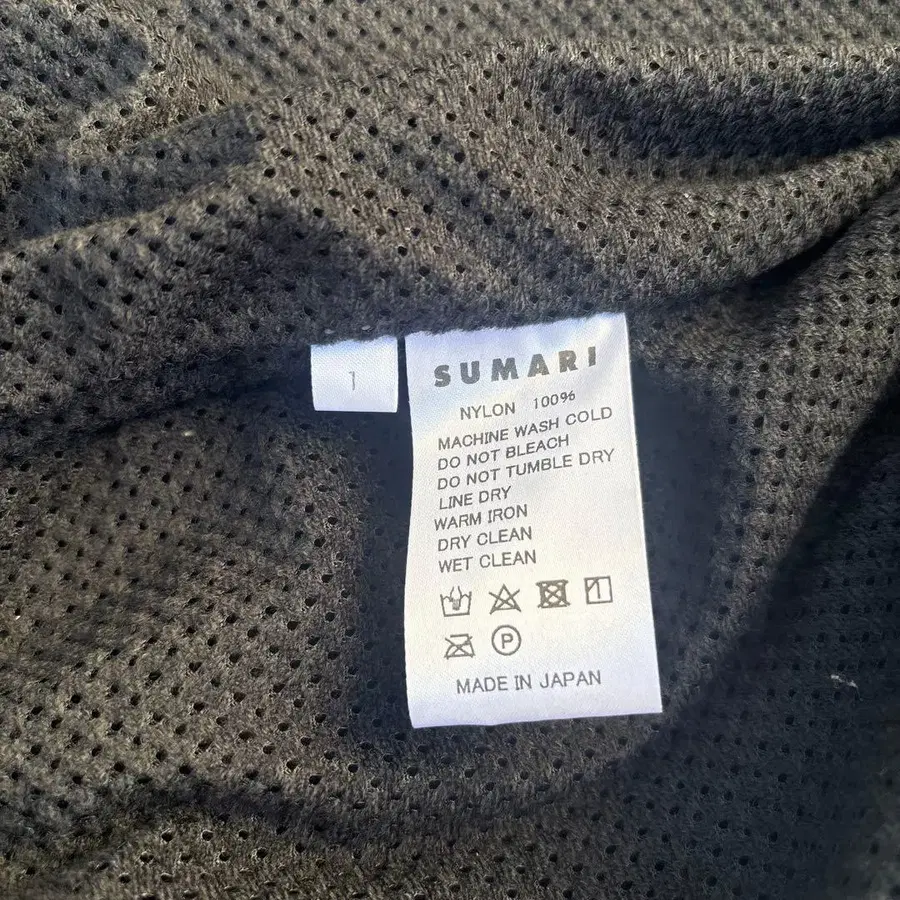 1
SUMARI
NYLON 100%
MACHINE WASH COLD
DO NOT BLEACH
DO NOT TUMBLE DRY
LINE DRY
WARM IRON
DRY CLEAN
WET CLEAN
P
MADE IN JAPAN